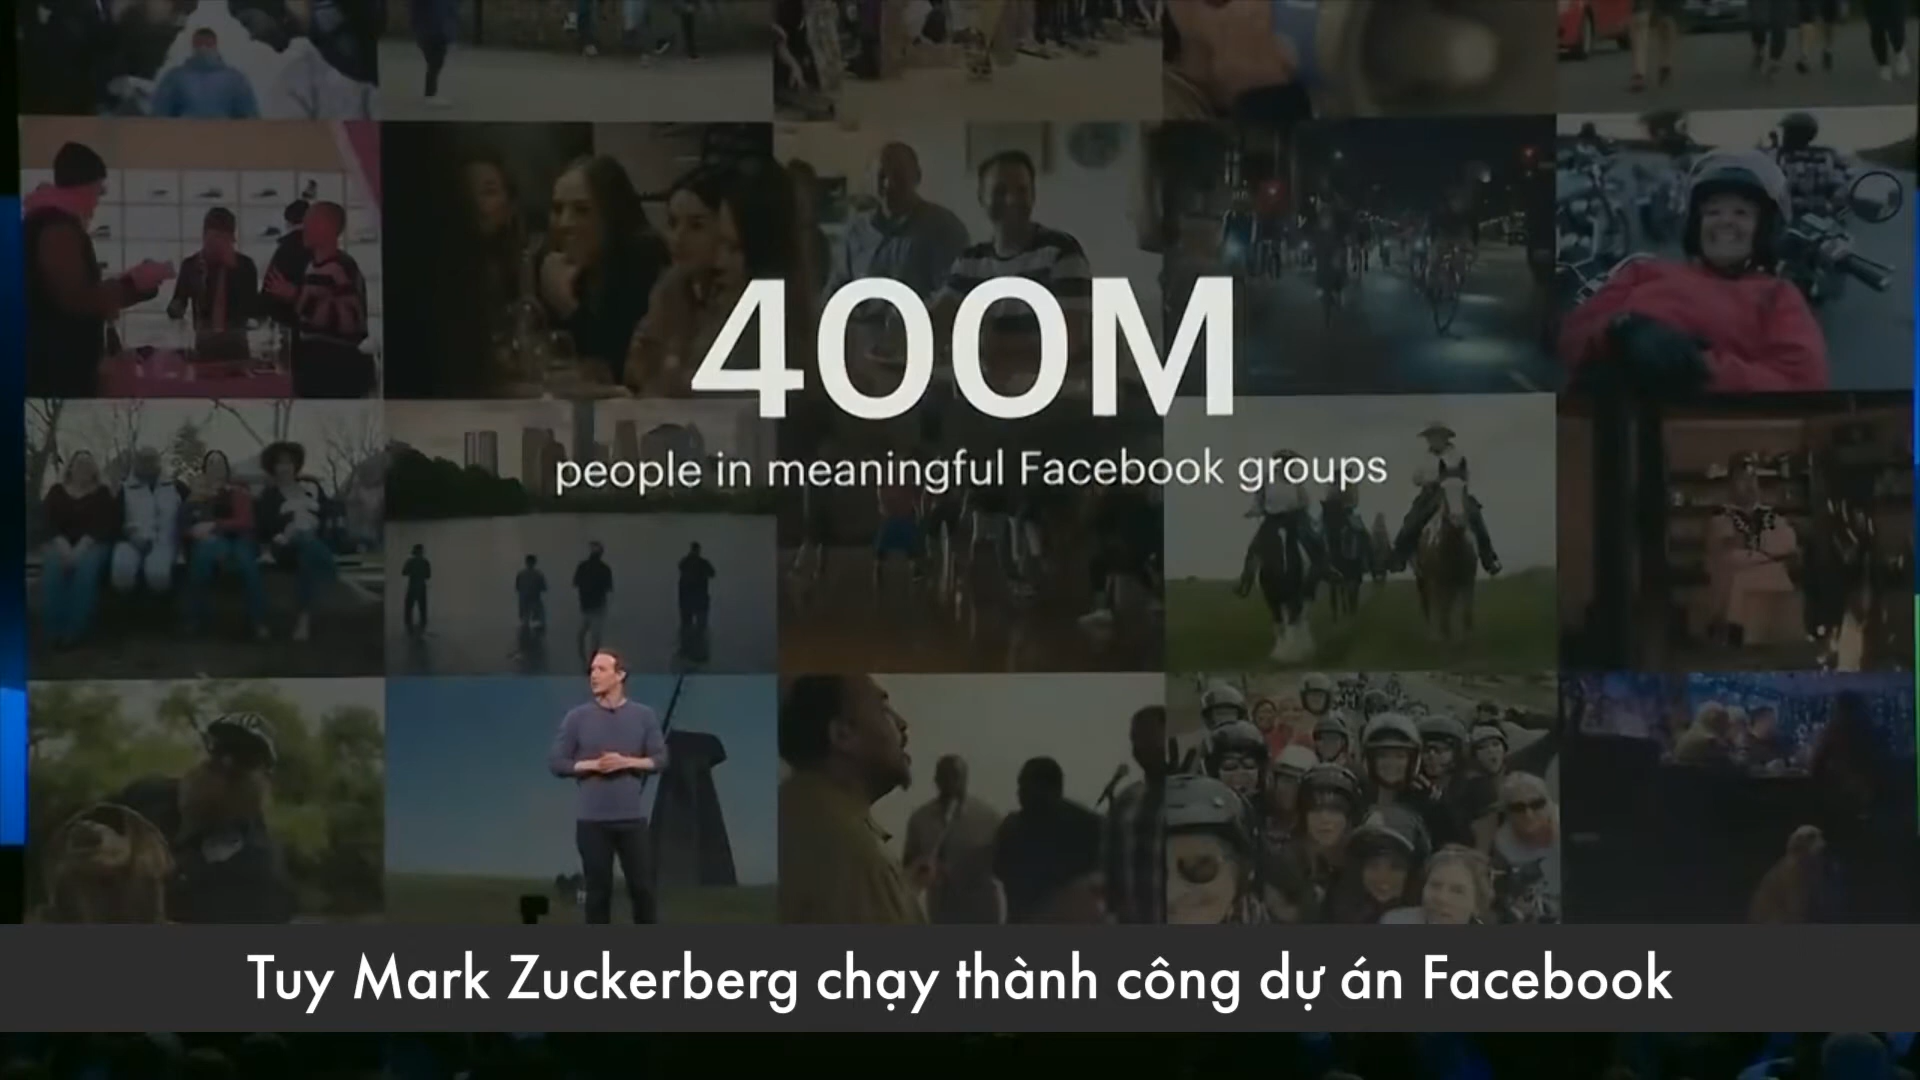 400M
people in meaningful Facebook groups
Tuy Mark Zuckerberg chạy thành công dự án Facebook